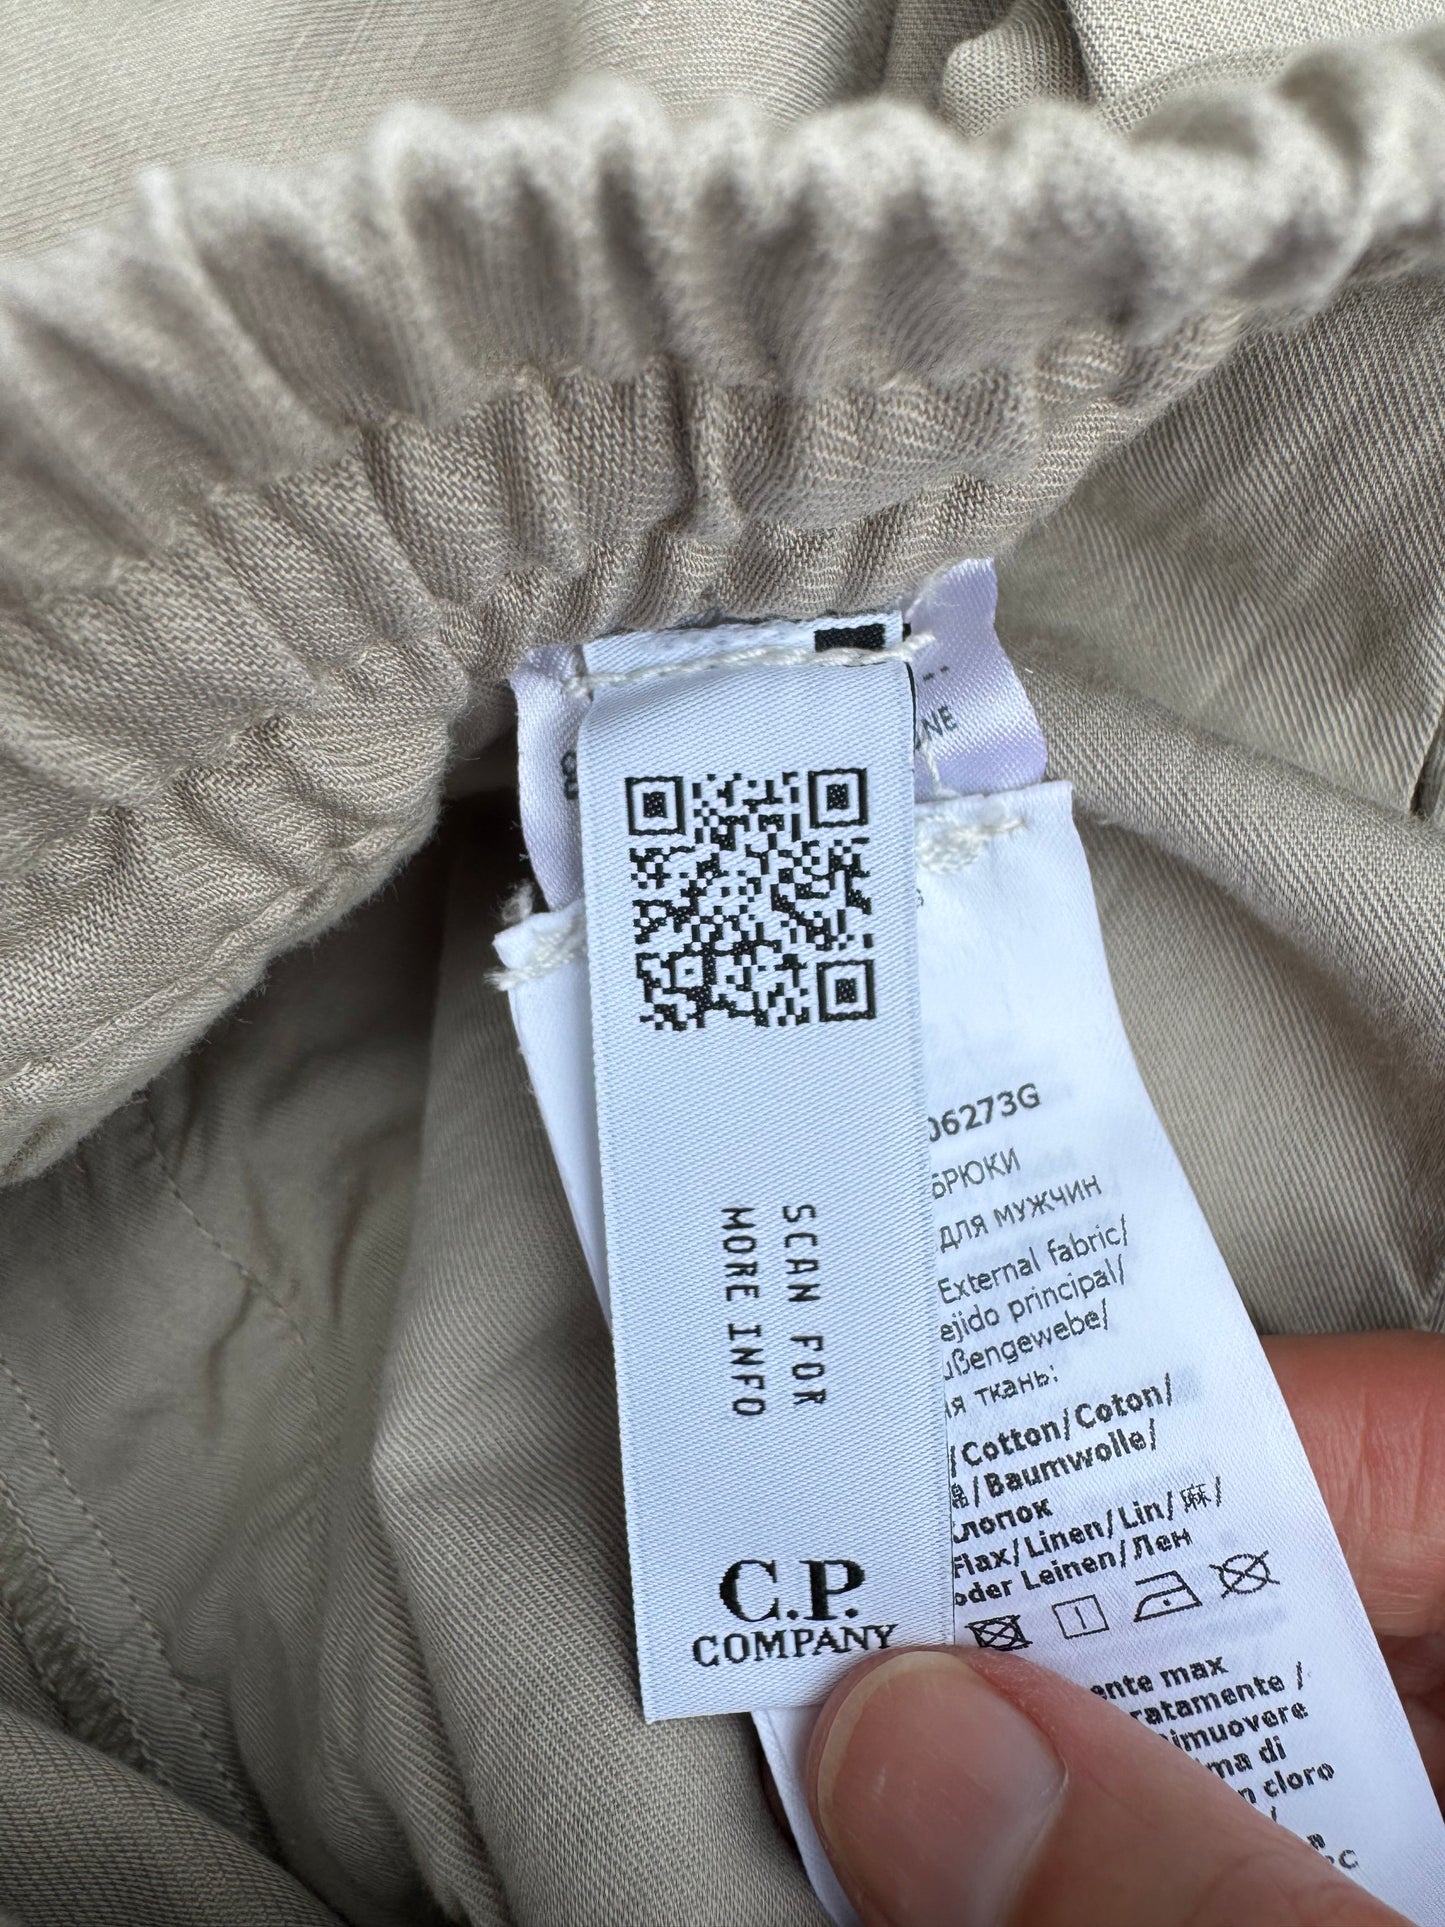 SCAN FOR
MORE INFO
C.P.
COMPANY
06273G
БРЮКИ
ДЛЯ МУЖЧИН
External fabric/
ejido principal/
ußengewebe/
я ткань:
/Cotton/Coton/
棉/Baumwolle/
Хлопок
Flax/Linen/Lin/麻/
oder Leinen/Лен
ente max
ratamente /
imuovere
ma di
n cloro
/